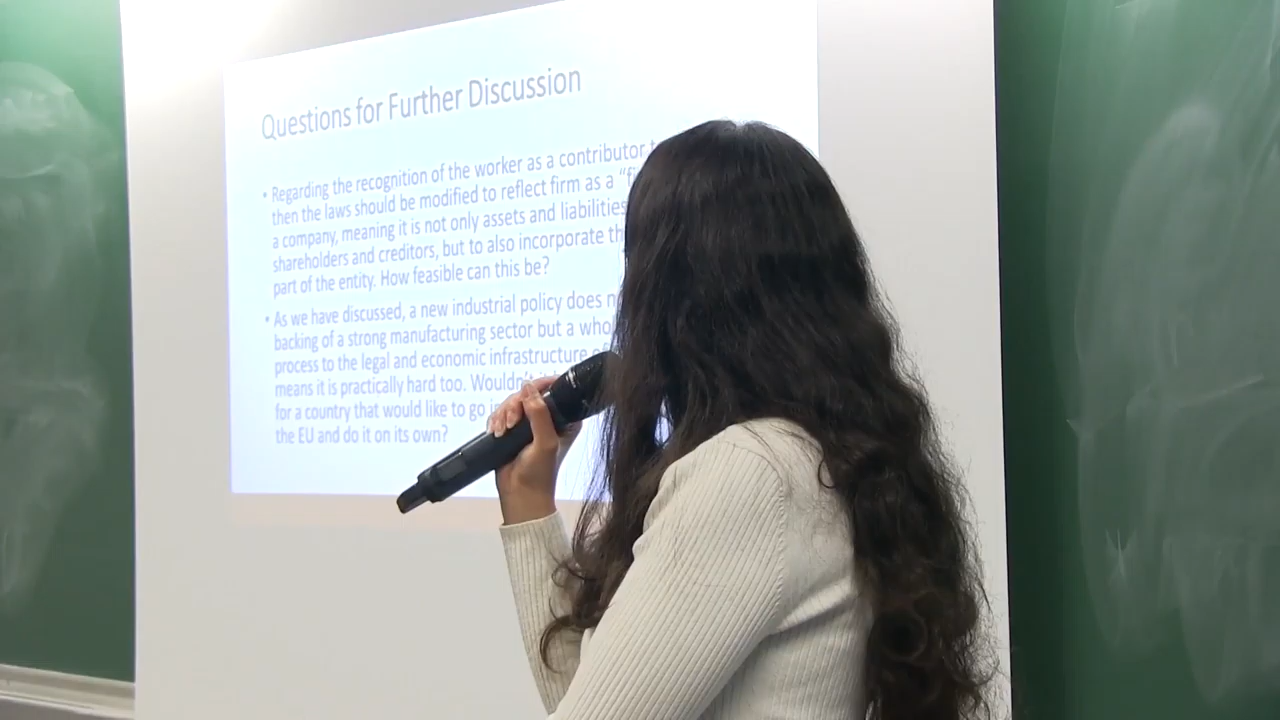 Questions for Further Discussion
• Regarding the recognition of the worker as a contributor
then the laws should be modified to reflect firm as a
a company, meaning it is not only assets and liabilities
shareholders and creditors, but to also incorporate
part of the entity. How feasible can this be?
• As we have discussed, a new industrial policy does
backing of a strong manufacturing sector but a
process to the legal and economic infrastructure
means it is practically hard too. Wouldn't
for a country that would like to go
the EU and do it on its own?